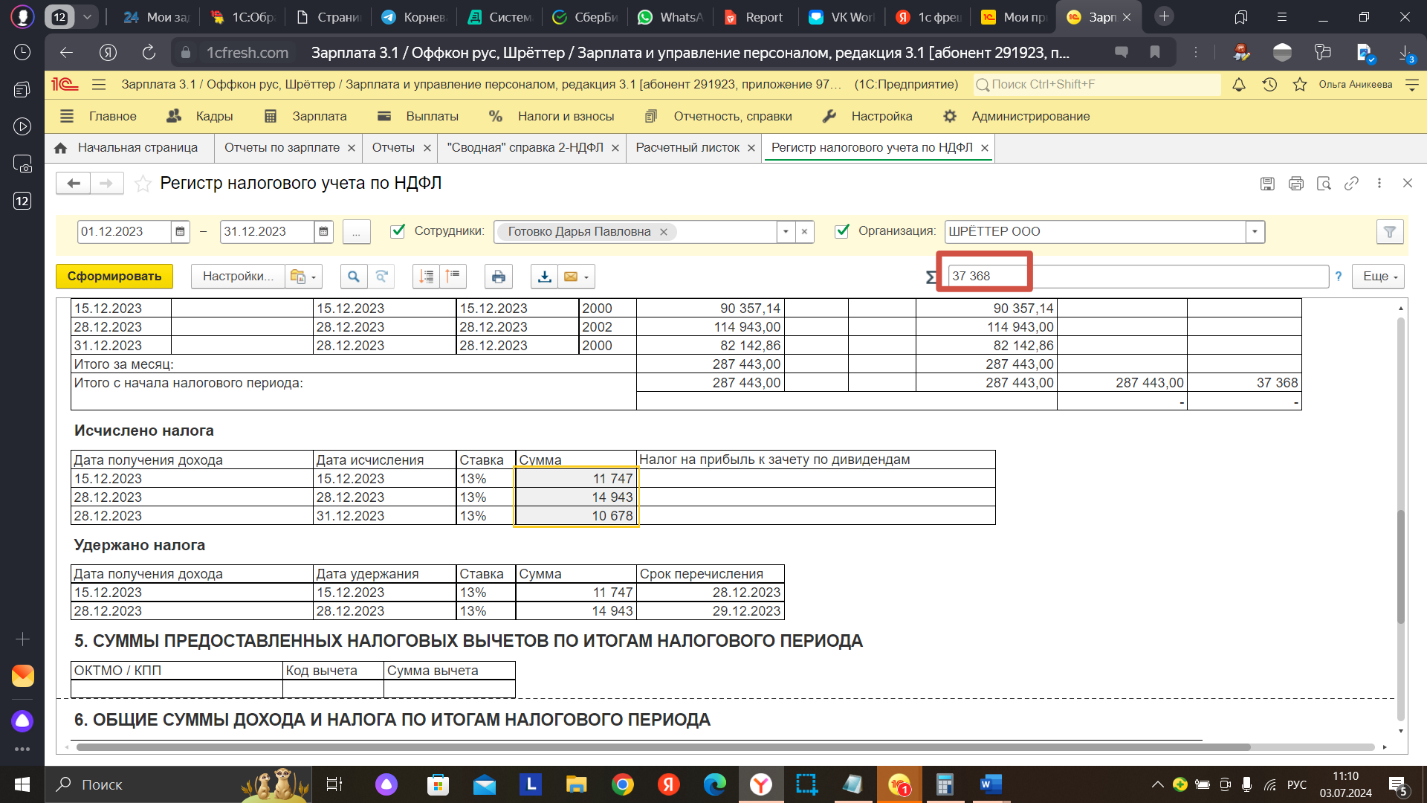 12
24 Мои за
1С:Обр
Страни
Корнев
Систем
СберБи
WhatsA
Report
VK Wor
1с фре
Мои пр
Зарп
1cfresh.com
Зарплата 3.1 / Оффкон рус, Шрёттер / Зарплата и управление персоналом, редакция 3.1 [абонент 291923, п...
3
Зарплата 3.1 / Оффкон рус, Шрёттер / Зарплата и управление персоналом, редакция 3.1 [абонент 291923, приложение 97... (1С:Предприятие)
Поиск Ctrl+Shift+F
Ольга Аникеева
Главное Кадры Зарплата Выплаты Налоги и взносы Отчетность, справки Настройка Администрирование
Начальная страница Отчеты по зарплате Отчеты "Сводная" справка 2-НДФЛ Расчетный листок Регистр налогового учета по НДФЛ
12
Регистр налогового учета по НДФЛ
01.12.2023 – 31.12.2023 ... Сотрудники: Готовко Дарья Павловна Организация: ШРЁТТЕР ООО
Сформировать Настройки... Σ 37 368 ? Еще
15.12.2023 15.12.2023 15.12.2023 2000 90 357,14 90 357,14
28.12.2023 28.12.2023 28.12.2023 2002 114 943,00 114 943,00
31.12.2023 28.12.2023 28.12.2023 2000 82 142,86 82 142,86
Итого за месяц: 287 443,00 287 443,00
Итого с начала налогового периода: 287 443,00 287 443,00 287 443,00 37 368
- -
Исчислено налога
Дата получения дохода Дата исчисления Ставка Сумма Налог на прибыль к зачету по дивидендам
15.12.2023 15.12.2023 13% 11 747
28.12.2023 28.12.2023 13% 14 943
28.12.2023 31.12.2023 13% 10 678
Удержано налога
Дата получения дохода Дата удержания Ставка Сумма Срок перечисления
15.12.2023 15.12.2023 13% 11 747 28.12.2023
28.12.2023 28.12.2023 13% 14 943 29.12.2023
5. СУММЫ ПРЕДОСТАВЛЕННЫХ НАЛОГОВЫХ ВЫЧЕТОВ ПО ИТОГАМ НАЛОГОВОГО ПЕРИОДА
ОКТМО / КПП Код вычета Сумма вычета
6. ОБЩИЕ СУММЫ ДОХОДА И НАЛОГА ПО ИТОГАМ НАЛОГОВОГО ПЕРИОДА
Поиск
L
1
РУС
11:10
03.07.2024
5